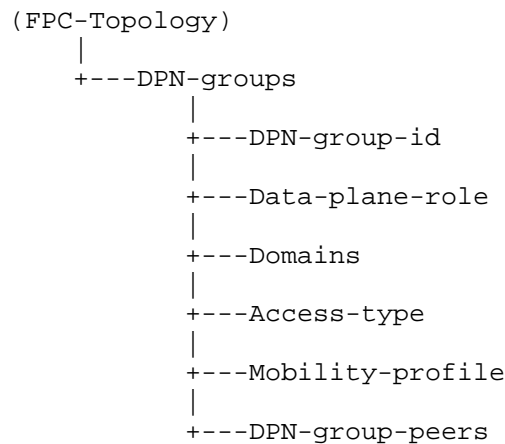 (FPC-Topology)
|
+---DPN-groups
|
+---DPN-group-id
|
+---Data-plane-role
|
+---Domains
|
+---Access-type
|
+---Mobility-profile
|
+---DPN-group-peers